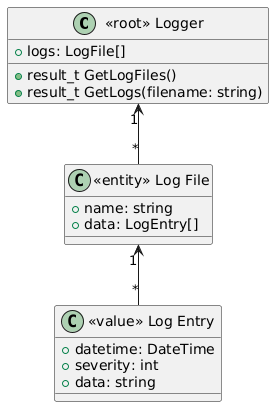 C «root» Logger
logs: LogFile[]
result_t GetLogFiles()
result_t GetLogs(filename: string)
1
*
C «entity» Log File
name: string
data: LogEntry[]
1
*
C «value» Log Entry
datetime: DateTime
severity: int
data: string